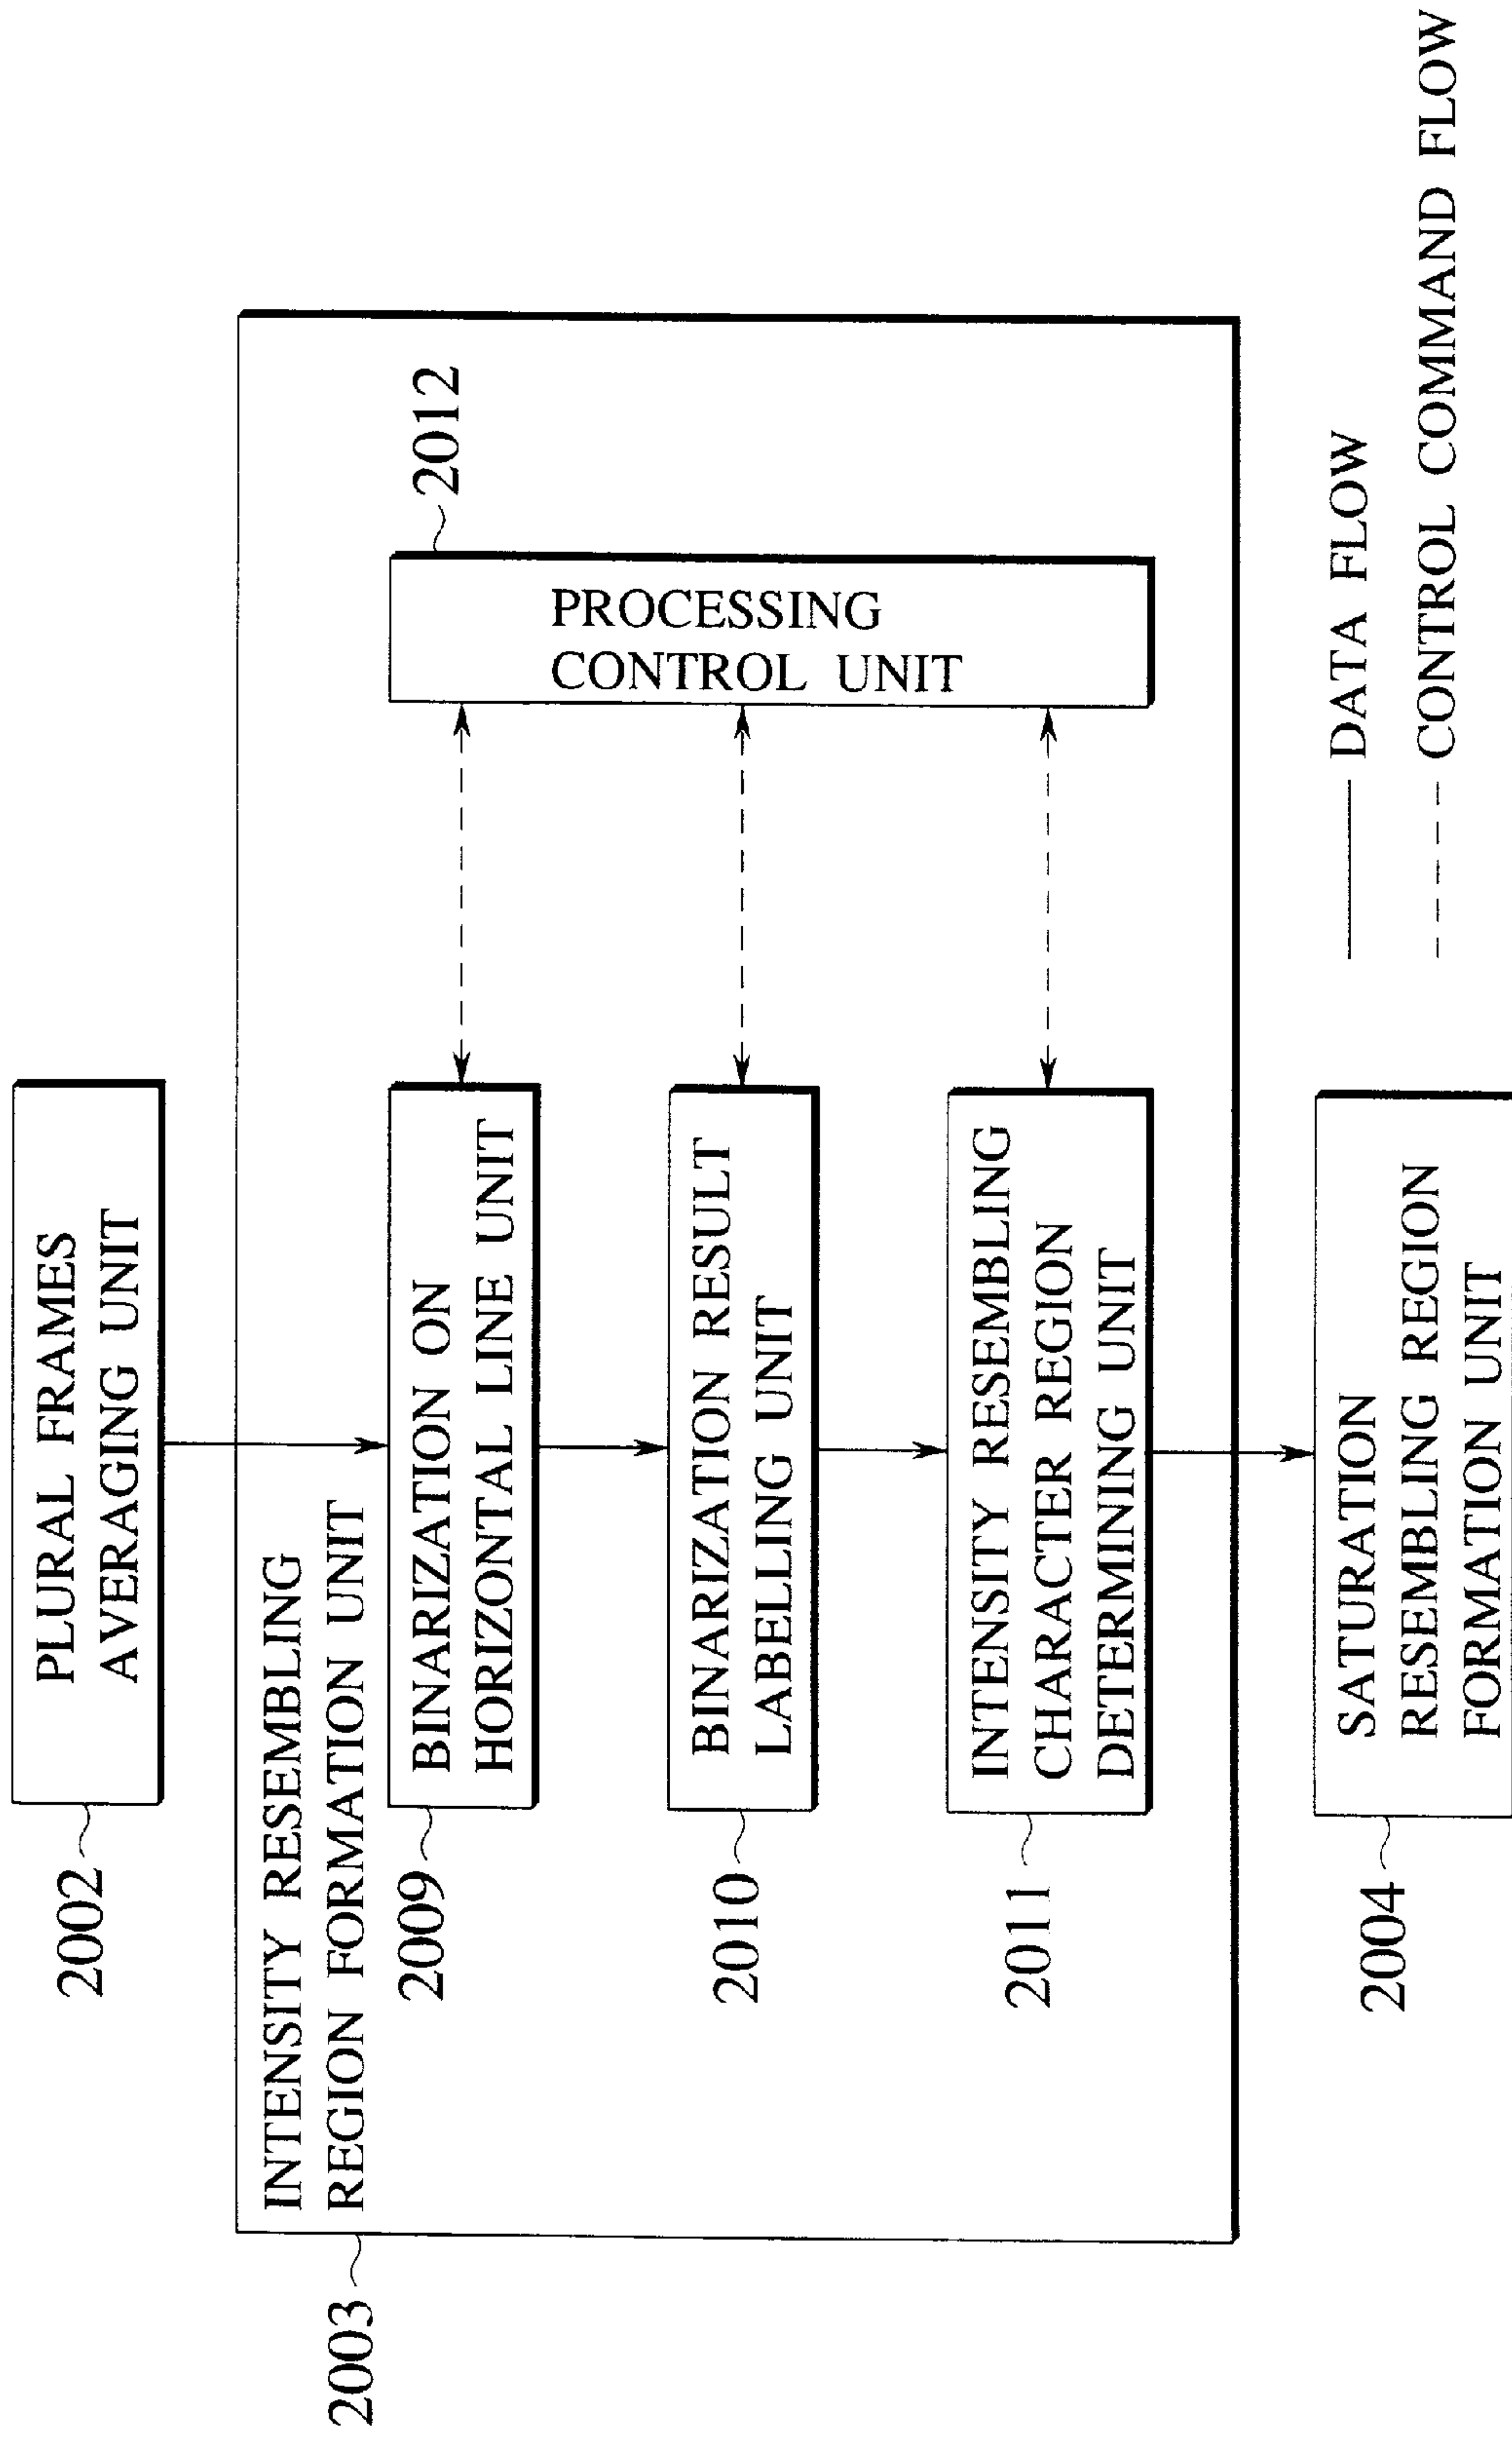 PLURAL FRAMES
AVERAGING UNIT
2002
INTENSITY RESEMBLING
REGION FORMATION UNIT
2003
BINARIZATION ON
HORIZONTAL LINE UNIT
2009
PROCESSING
CONTROL UNIT
2012
BINARIZATION RESULT
LABELLING UNIT
2010
INTENSITY RESEMBLING
CHARACTER REGION
DETERMINING UNIT
2011
SATURATION
RESEMBLING REGION
FORMATION UNIT
2004
DATA FLOW
CONTROL COMMAND FLOW